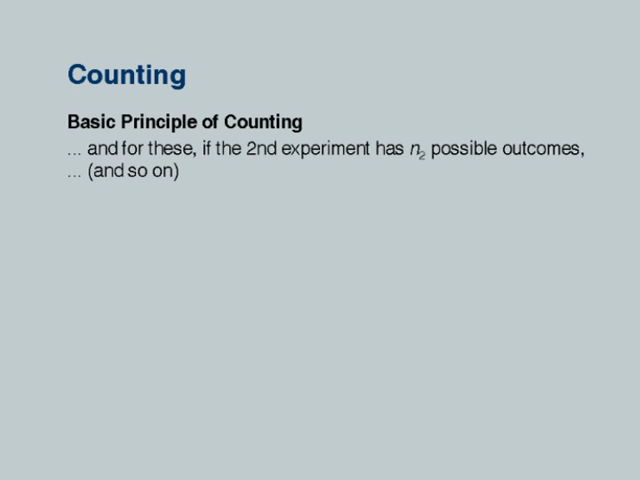 Counting
Basic Principle of Counting
... and for these, if the 2nd experiment has n₂ possible outcomes,
... (and so on)